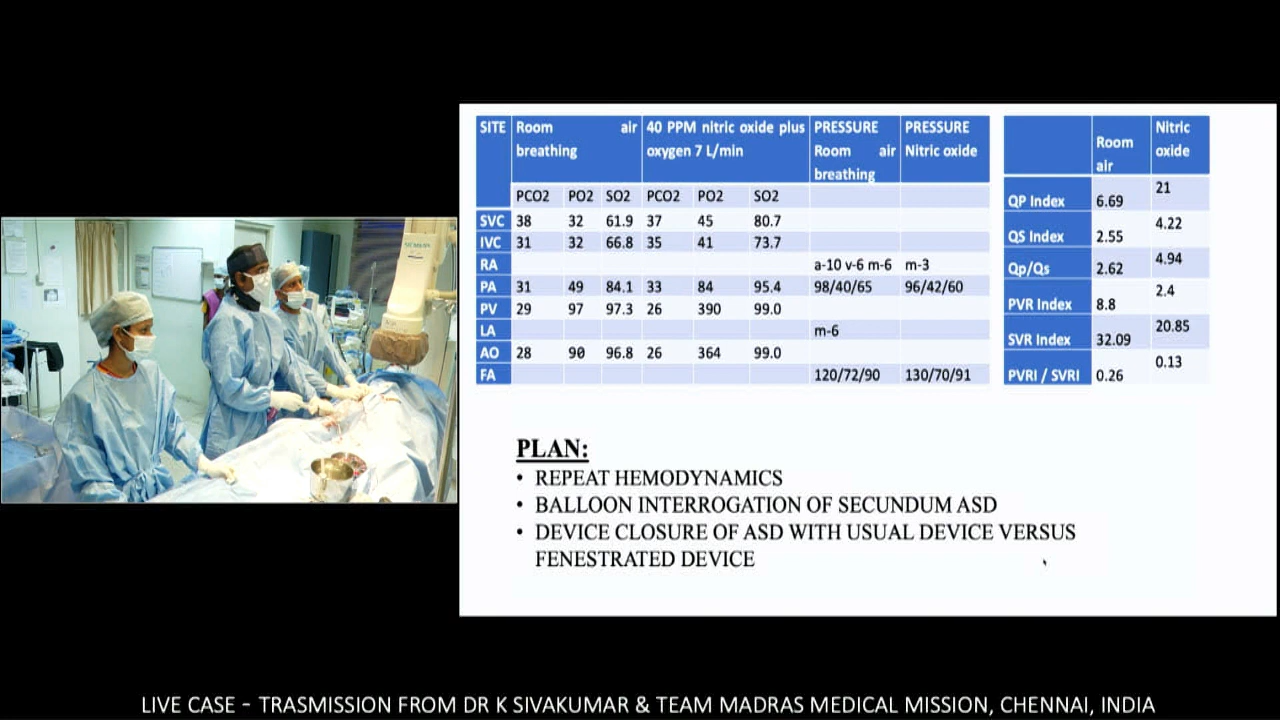 SIEMENS
SITE Room air breathing 40 PPM nitric oxide plus oxygen 7 L/min PRESSURE Room air breathing PRESSURE Nitric oxide
PCO2 PO2 SO2 PCO2 PO2 SO2
SVC 38 32 61.9 37 45 80.7
IVC 31 32 66.8 35 41 73.7
RA a-10 v-6 m-6 m-3
PA 31 49 84.1 33 84 95.4 98/40/65 96/42/60
PV 29 97 97.3 26 390 99.0
LA m-6
AO 28 90 96.8 26 364 99.0
FA 120/72/90 130/70/91
Room air Nitric oxide
QP Index 6.69 21
QS Index 2.55 4.22
Qp/Qs 2.62 4.94
PVR Index 8.8 2.4
SVR Index 32.09 20.85
PVRI / SVRI 0.26 0.13
PLAN:
• REPEAT HEMODYNAMICS
• BALLOON INTERROGATION OF SECUNDUM ASD
• DEVICE CLOSURE OF ASD WITH USUAL DEVICE VERSUS
FENESTRATED DEVICE
LIVE CASE - TRASMISSION FROM DR K SIVAKUMAR & TEAM MADRAS MEDICAL MISSION, CHENNAI, INDIA